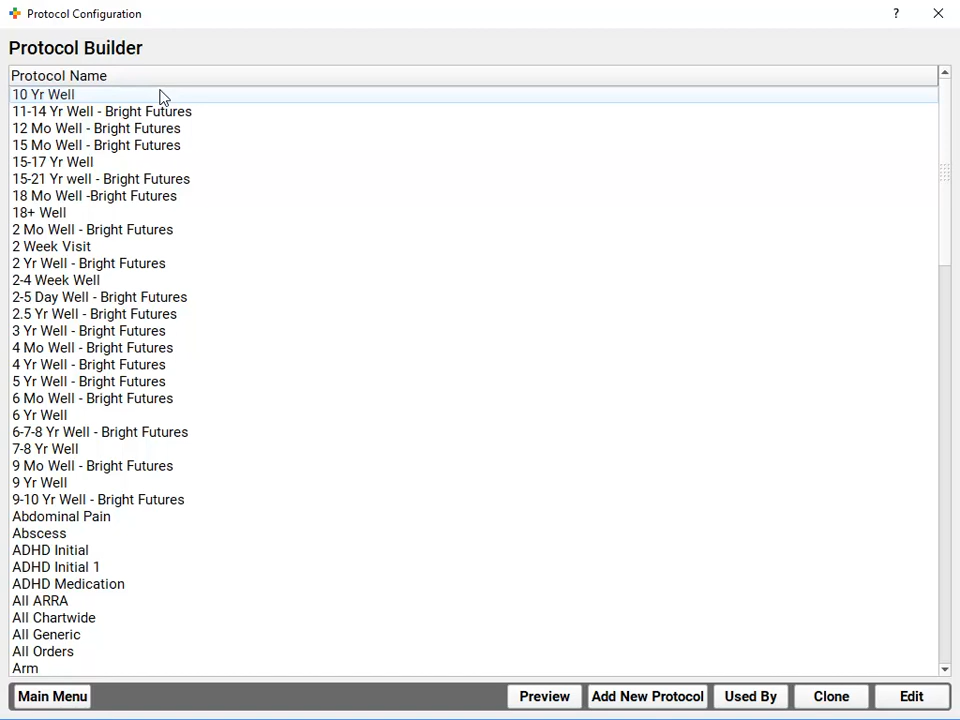 Protocol Configuration
?
Protocol Builder
Protocol Name
10 Yr Well
11-14 Yr Well - Bright Futures
12 Mo Well - Bright Futures
15 Mo Well - Bright Futures
15-17 Yr Well
15-21 Yr well - Bright Futures
18 Mo Well -Bright Futures
18+ Well
2 Mo Well - Bright Futures
2 Week Visit
2 Yr Well - Bright Futures
2-4 Week Well
2-5 Day Well - Bright Futures
2.5 Yr Well - Bright Futures
3 Yr Well - Bright Futures
4 Mo Well - Bright Futures
4 Yr Well - Bright Futures
5 Yr Well - Bright Futures
6 Mo Well - Bright Futures
6 Yr Well
6-7-8 Yr Well - Bright Futures
7-8 Yr Well
9 Mo Well - Bright Futures
9 Yr Well
9-10 Yr Well - Bright Futures
Abdominal Pain
Abscess
ADHD Initial
ADHD Initial 1
ADHD Medication
All ARRA
All Chartwide
All Generic
All Orders
Arm
Main Menu Preview Add New Protocol Used By Clone Edit